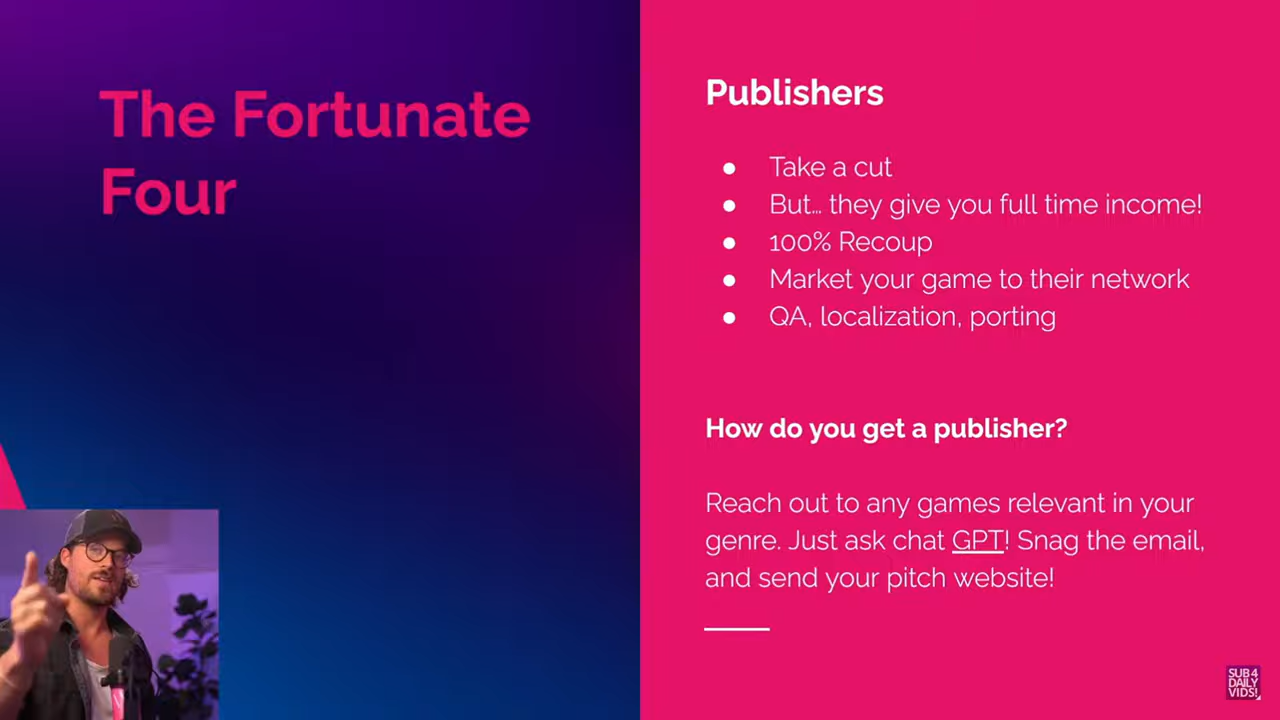 The Fortunate
Four
Publishers
● Take a cut
● But... they give you full time income!
● 100% Recoup
● Market your game to their network
● QA, localization, porting
How do you get a publisher?
Reach out to any games relevant in your
genre. Just ask chat GPT! Snag the email,
and send your pitch website!
SUB 4
DAILY
VIDS!